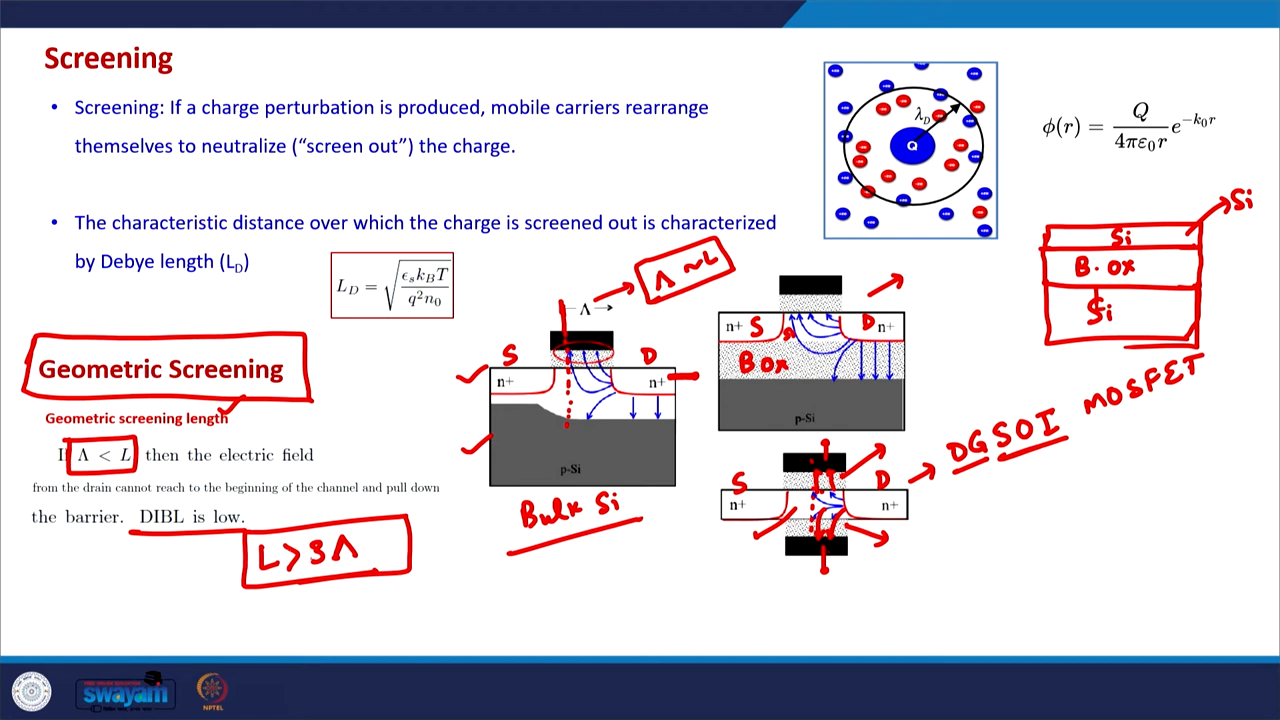 Screening
• Screening: If a charge perturbation is produced, mobile carriers rearrange
themselves to neutralize (“screen out”) the charge.
• The characteristic distance over which the charge is screened out is characterized
by Debye length (L_D)
L_D = √(ϵ_s k_B T / q² n_0)
λ_D
Q
ϕ(r) = Q / 4πε_0 r e^{-k_0 r}
Si
Si
B. OX
Si
Λ
Λ ~ L
S
D
n+
n+
p-Si
Bulk Si
n+
S
D
n+
B OX
p-Si
S
D
n+
n+
DG SOI MOSFET
Geometric Screening
Geometric screening length
If Λ < L then the electric field
from the drain cannot reach to the beginning of the channel and pull down
the barrier. DIBL is low.
L > 3 Λ
swayam
NPTEL